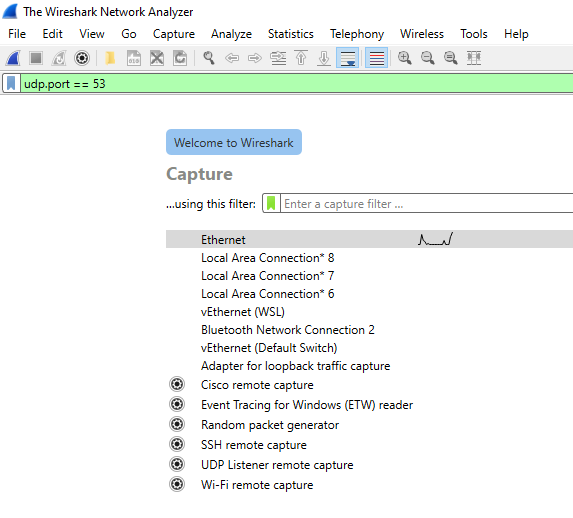 The Wireshark Network Analyzer
File Edit View Go Capture Analyze Statistics Telephony Wireless Tools Help
udp.port == 53
Welcome to Wireshark
Capture
...using this filter: Enter a capture filter ...
Ethernet
Local Area Connection* 8
Local Area Connection* 7
Local Area Connection* 6
vEthernet (WSL)
Bluetooth Network Connection 2
vEthernet (Default Switch)
Adapter for loopback traffic capture
Cisco remote capture
Event Tracing for Windows (ETW) reader
Random packet generator
SSH remote capture
UDP Listener remote capture
Wi-Fi remote capture